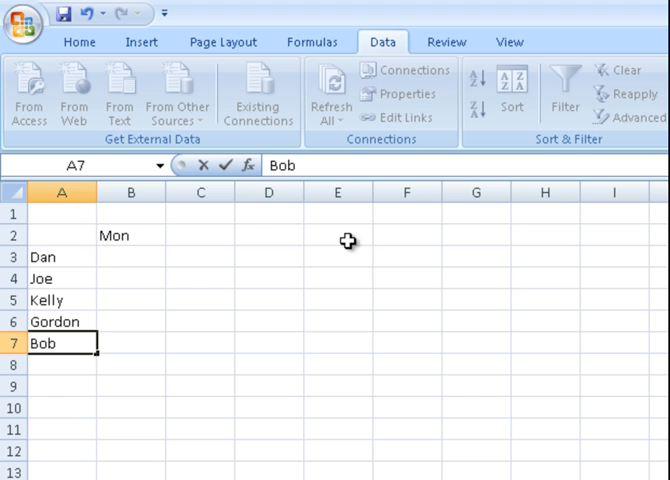 Home Insert Page Layout Formulas Data Review View
From Access
From Web
From Text
From Other Sources
Existing Connections
Get External Data
Refresh All
Connections
Properties
Edit Links
Connections
A Z
Z A
A Z Z A
Sort
Filter
Clear
Reapply
Advanced
Sort & Filter
A7 fx Bob
A B C D E F G H I
1
2 Mon
3 Dan
4 Joe
5 Kelly
6 Gordon
7 Bob
8
9
10
11
12
13